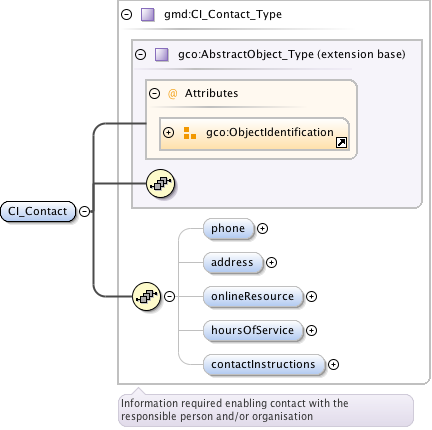 gmd:CI_Contact_Type
gco:AbstractObject_Type (extension base)
@ Attributes
gco:ObjectIdentification
CI_Contact
phone
address
onlineResource
hoursOfService
contactInstructions
Information required enabling contact with the
responsible person and/or organisation